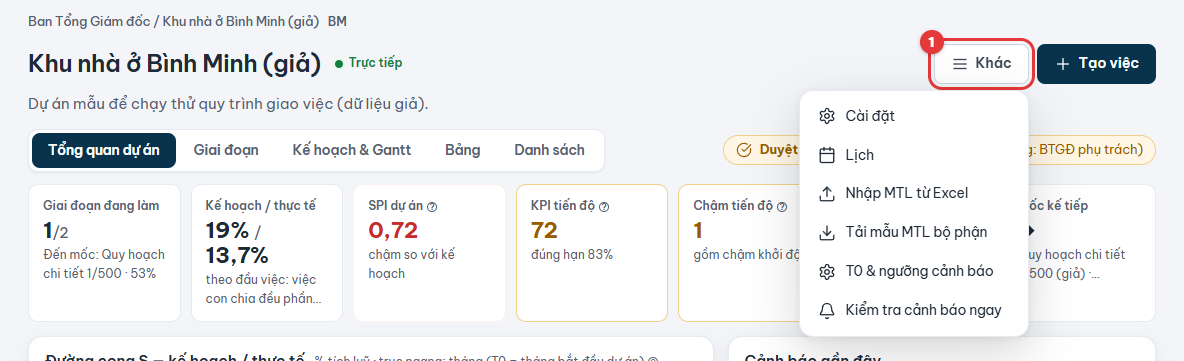 Ban Tổng Giám đốc / Khu nhà ở Bình Minh (giả) BM
Khu nhà ở Bình Minh (giả) Trực tiếp
1
Khác
Tạo việc
Dự án mẫu để chạy thử quy trình giao việc (dữ liệu giả).
Cài đặt
Lịch
Nhập MTL từ Excel
Tải mẫu MTL bộ phận
T0 & ngưỡng cảnh báo
Kiểm tra cảnh báo ngay
Tổng quan dự án Giai đoạn Kế hoạch & Gantt Bảng Danh sách
Duyệt
BTGĐ phụ trách)
Giai đoạn đang làm
1/2
Đến mốc: Quy hoạch
chi tiết 1/500 · 53%
Kế hoạch / thực tế
19% /
13,7%
theo đầu việc: việc
con chia đều phần...
SPI dự án
0,72
chậm so với kế
hoạch
KPI tiến độ
72
đúng hạn 83%
Chậm tiến độ
1
gồm chậm khởi
kế tiếp
chi tiết
(giả) ·...
Đường cong S — kế hoạch / thực tế % tích luỹ · trục ngang: tháng (T0 = tháng bắt đầu dự án)
Cảnh báo gần đây